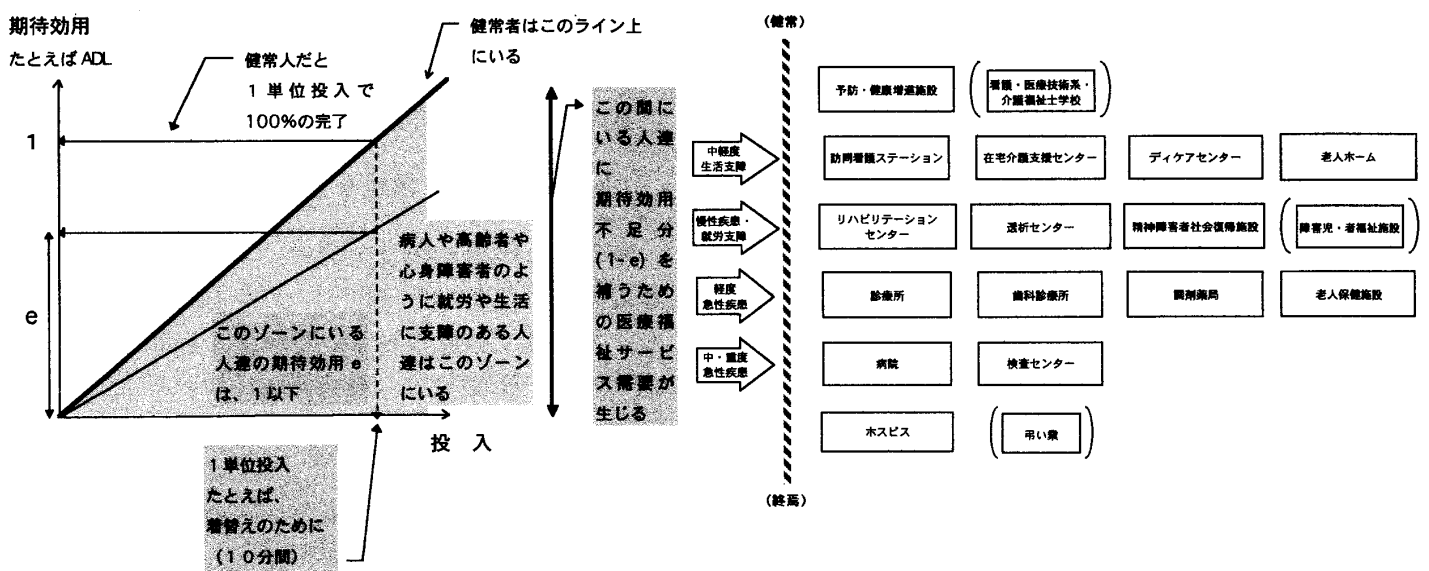 期待効用
たとえば ADL
健常人だと
1 単位投入で
100%の完了
健常者はこのライン上
にいる
1
e
このゾーンにいる
人達の期待効用 e
は、1以下
病人や高齢者や
心身障害者のよ
うに就労や生活
に支障のある人
達はこのゾーン
にいる
投 入
1 単位投入
たとえば、
着替えのために
(10分間)
この間に
いる人達
に
期待効用
不足分
(1-e) を
補うため
の医療福
祉サービ
ス需要が
生じる
(健常)
中軽度
生活支障
慢性疾患・
就労支障
軽度
急性疾患
中・重度
急性疾患
(終焉)
予防・健康増進施設
(看護・医療技術系・
介護福祉士学校)
訪問看護ステーション
在宅介護支援センター
ディケアセンター
老人ホーム
リハビリテーション
センター
透析センター
精神障害者社会復帰施設
(障害児・者福祉施設)
診療所
歯科診療所
調剤薬局
老人保健施設
病院
検査センター
ホスピス
(弔い業)